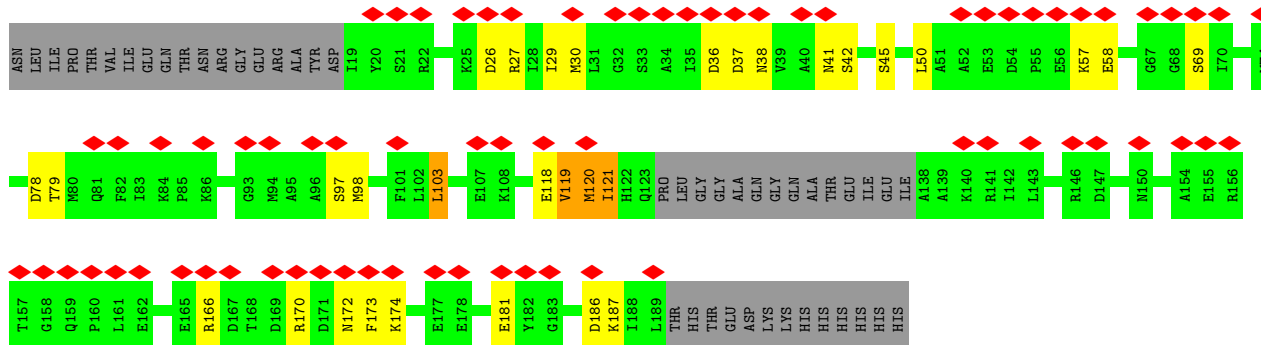 ASN LEU ILE PRO THR VAL ILE GLU GLN THR ASN ARG GLY GLU ARG ALA TYR ASP I19 Y20 S21 R22 K25 D26 R27 I28 I29 M30 L31 G32 S33 A34 I35 D36 D37 N38 V39 A40 N41 S42 S45 L50 A51 A52 E53 D54 P55 E56 K57 E58 G67 G68 S69 I70
D78 T79 M80 Q81 F82 I83 K84 P85 K86 G93 M94 A95 A96 S97 M98 F101 L102 L103 E107 K108 E118 V119 M120 I121 H122 Q123 PRO LEU GLY GLY ALA GLN GLY GLN ALA THR GLU ILE GLU ILE A138 A139 K140 R141 I142 L143 R146 D147 N150 A154 E155 R156
T157 G158 Q159 P160 L161 E162 E165 R166 D167 T168 D169 R170 D171 N172 F173 K174 E177 E178 E181 Y182 G183 D186 K187 I188 L189 THR HIS THR GLU ASP LYS LYS HIS HIS HIS HIS HIS HIS